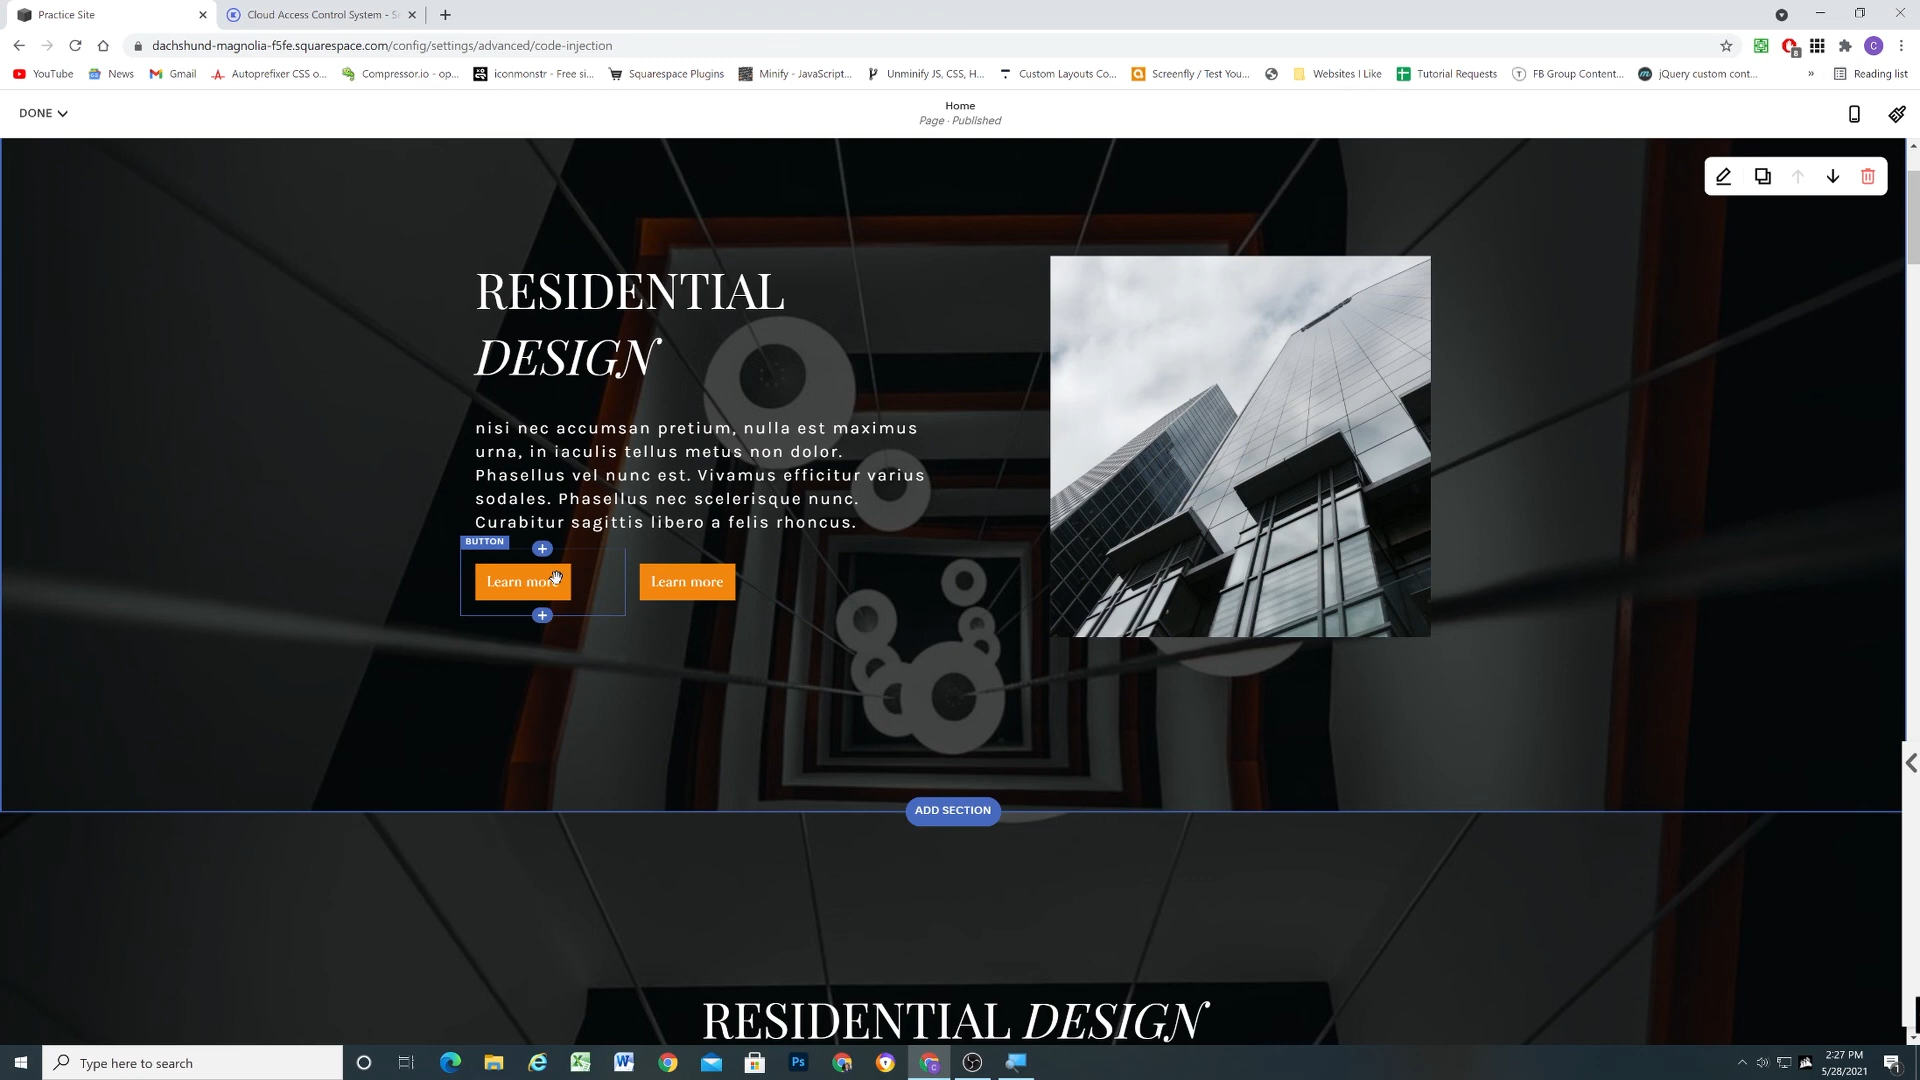 Practice Site
Cloud Access Control System - S
dachshund-magnolia-f5fe.squarespace.com/config/settings/advanced/code-injection
YouTube
News
Gmail
Autoprefixer CSS o...
Compressor.io - op...
iconmonstr - Free si...
Squarespace Plugins
Minify - JavaScript...
Unminify JS, CSS, H...
Custom Layouts Co...
Screenfly / Test You...
Websites I Like
Tutorial Requests
FB Group Content...
jQuery custom cont...
»
Reading list
DONE
Home
Page · Published
RESIDENTIAL
DESIGN
nisi nec accumsan pretium, nulla est maximus
urna, in iaculis tellus metus non dolor.
Phasellus vel nunc est. Vivamus efficitur varius
sodales. Phasellus nec scelerisque nunc.
Curabitur sagittis libero a felis rhoncus.
BUTTON
Learn more
Learn more
ADD SECTION
RESIDENTIAL DESIGN
Type here to search
2:27 PM
5/28/2021